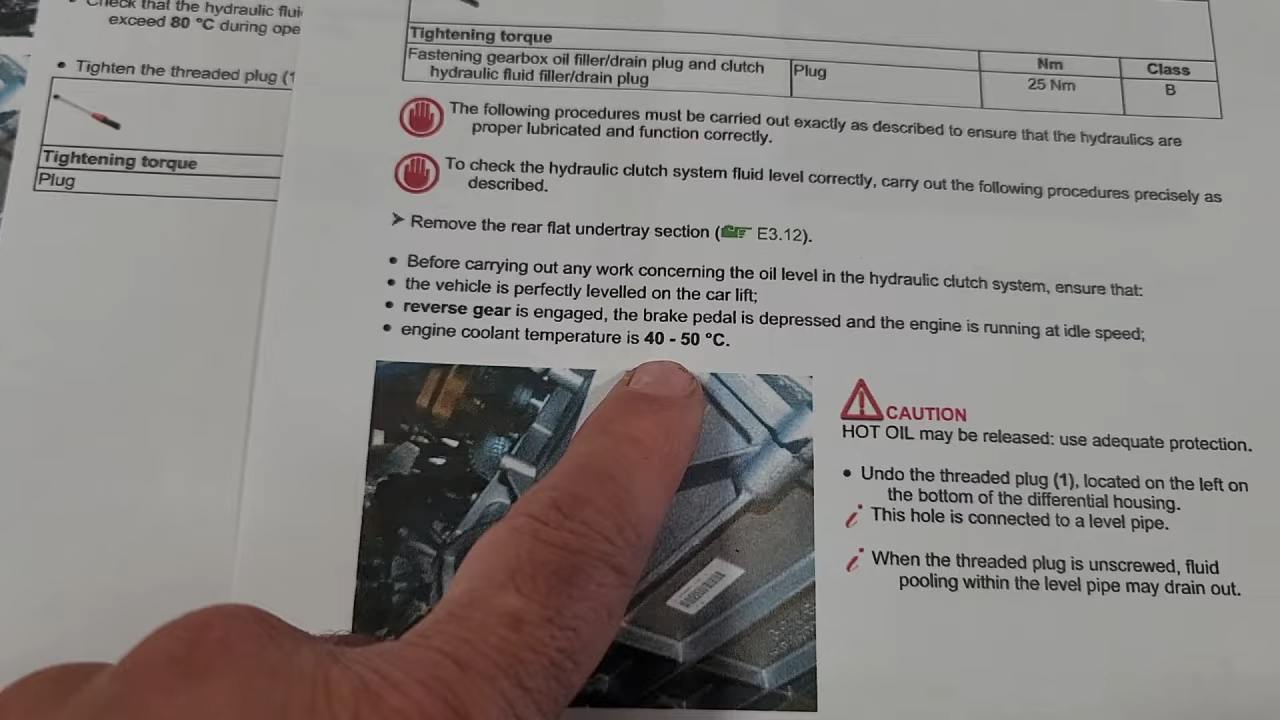 Check that the hydraulic flui
exceed 80 °C during ope
• Tighten the threaded plug (1
Tightening torque
Plug
Tightening torque
Nm
Class
Fastening gearbox oil filler/drain plug and clutch
hydraulic fluid filler/drain plug
Plug
25 Nm
B
The following procedures must be carried out exactly as described to ensure that the hydraulics are
proper lubricated and function correctly.
To check the hydraulic clutch system fluid level correctly, carry out the following procedures precisely as
described.
➤ Remove the rear flat undertray section (☛ E3.12).
• Before carrying out any work concerning the oil level in the hydraulic clutch system, ensure that:
• the vehicle is perfectly levelled on the car lift;
• reverse gear is engaged, the brake pedal is depressed and the engine is running at idle speed;
• engine coolant temperature is 40 - 50 °C.
CAUTION
HOT OIL may be released: use adequate protection.
• Undo the threaded plug (1), located on the left on
the bottom of the differential housing.
i This hole is connected to a level pipe.
i When the threaded plug is unscrewed, fluid
pooling within the level pipe may drain out.